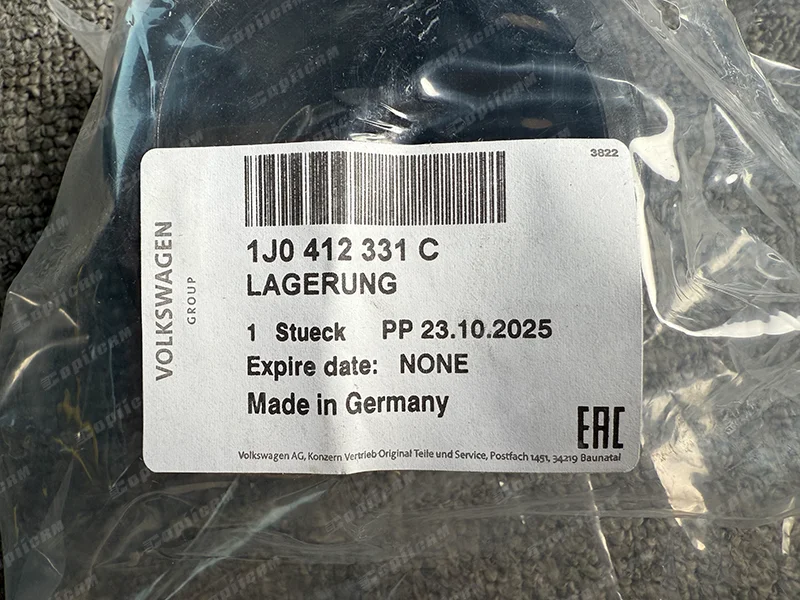 3822
1J0 412 331 C
LAGERUNG
1 Stueck PP 23.10.2025
Expire date: NONE
Made in Germany
VOLKSWAGEN
GROUP
EAC
Volkswagen AG, Konzern Vertrieb Original Teile und Service, Postfach 1451, 34219 Baunatal